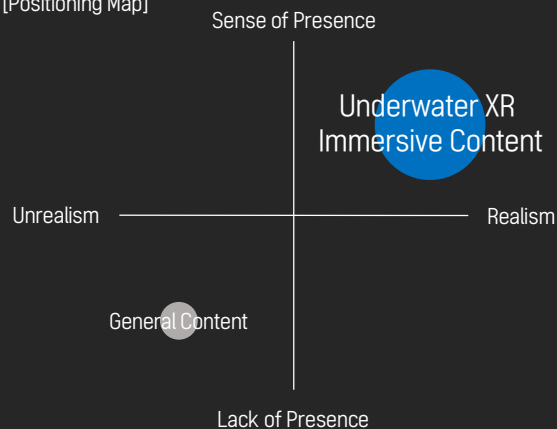 [Positioning Map]
Sense of Presence
Underwater XR
Immersive Content
Unrealism
Realism
General Content
Lack of Presence